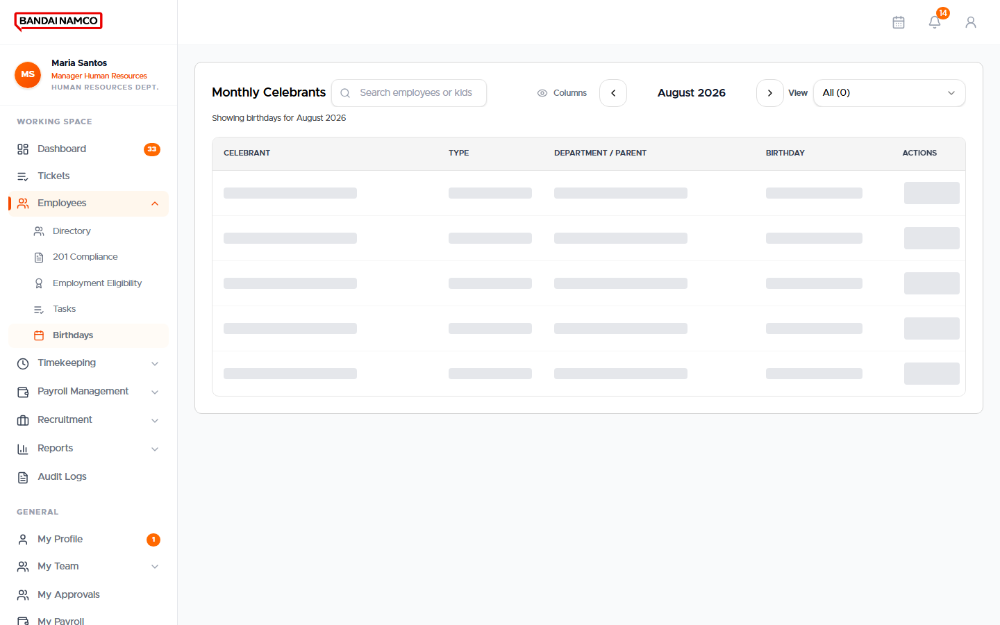 BANDAI NAMCO
14
MS
Maria Santos
Manager Human Resources
HUMAN RESOURCES DEPT.
WORKING SPACE
Dashboard
33
Tickets
Employees
Directory
201 Compliance
Employment Eligibility
Tasks
Birthdays
Timekeeping
Payroll Management
Recruitment
Reports
Audit Logs
GENERAL
My Profile
1
My Team
My Approvals
My Payroll
Monthly Celebrants
Search employees or kids
Columns
August 2026
View
All (0)
Showing birthdays for August 2026
CELEBRANT TYPE DEPARTMENT / PARENT BIRTHDAY ACTIONS